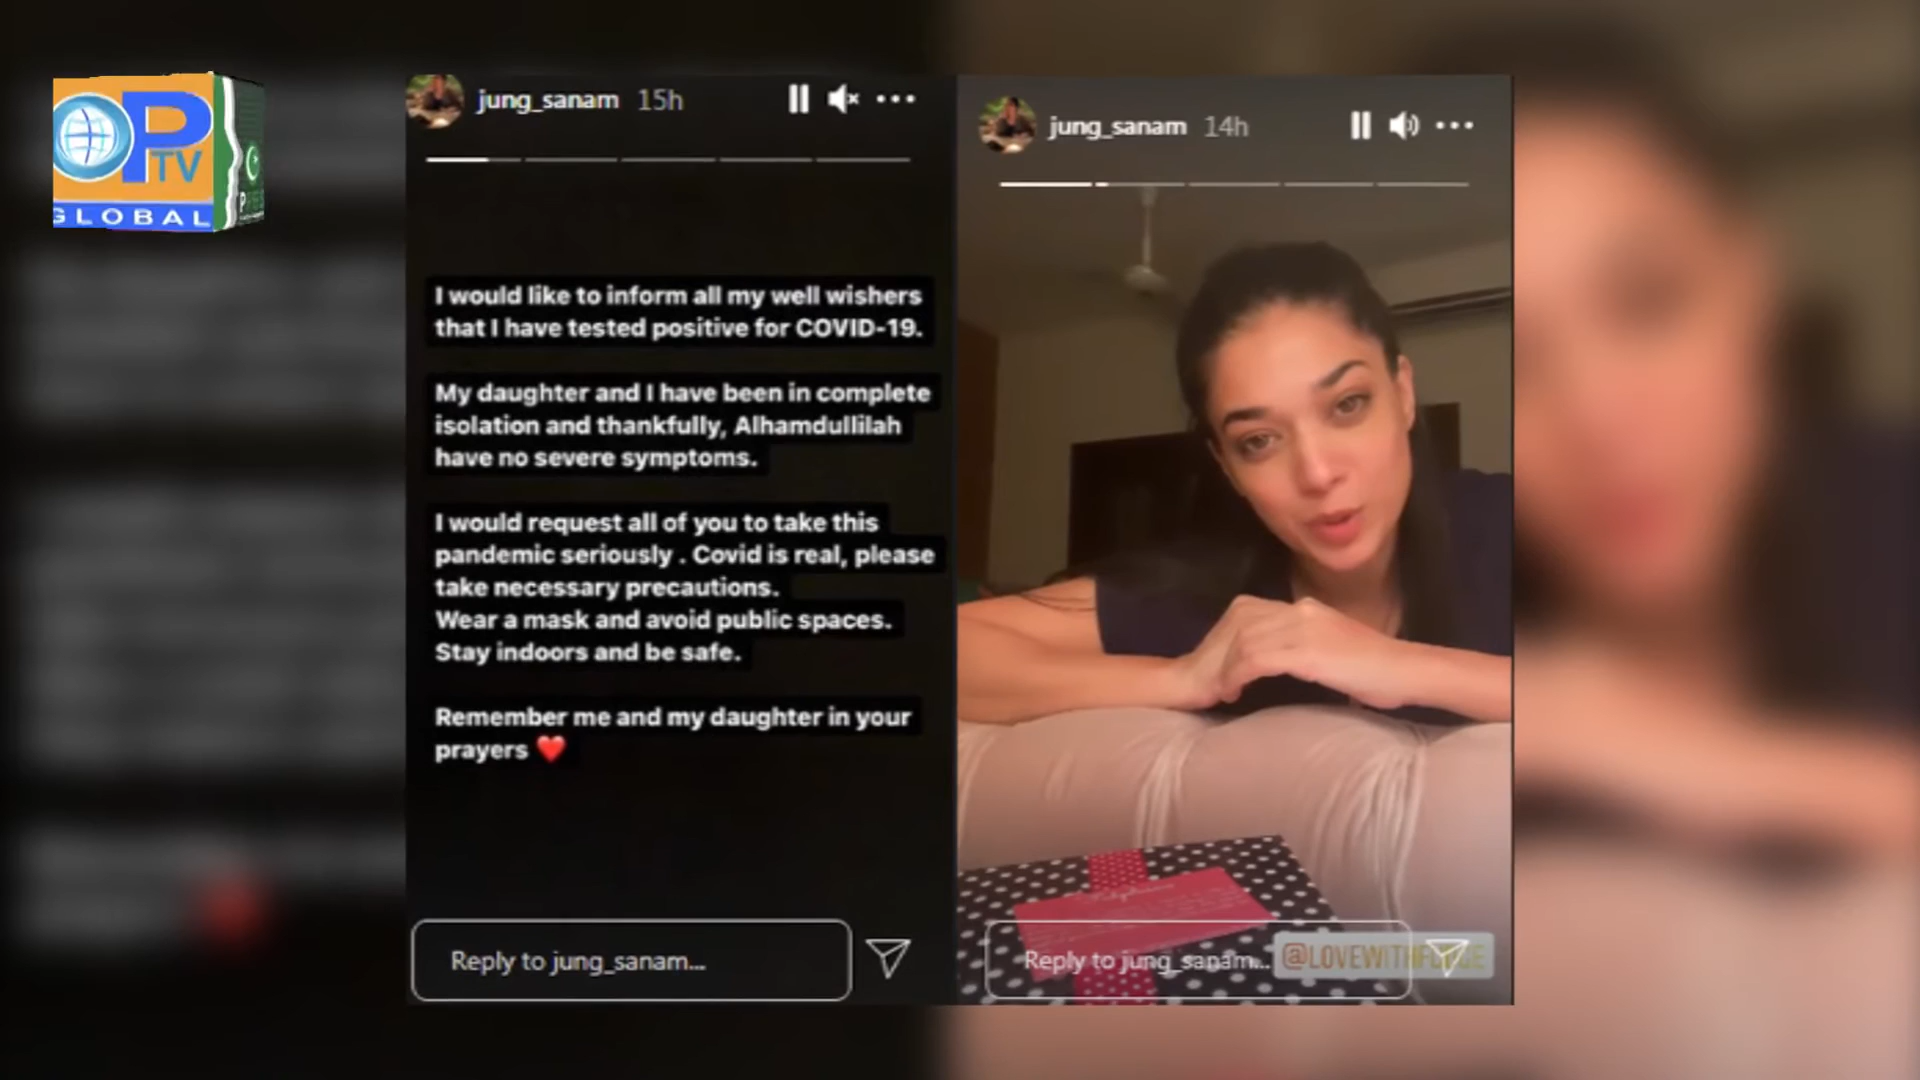 OPTV
GLOBAL
jung_sanam 15h
I would like to inform all my well wishers
that I have tested positive for COVID-19.
My daughter and I have been in complete
isolation and thankfully, Alhamdullilah
have no severe symptoms.
I would request all of you to take this
pandemic seriously . Covid is real, please
take necessary precautions.
Wear a mask and avoid public spaces.
Stay indoors and be safe.
Remember me and my daughter in your
prayers ❤️
Reply to jung_sanam...
jung_sanam 14h
Reply to jung_sanam...